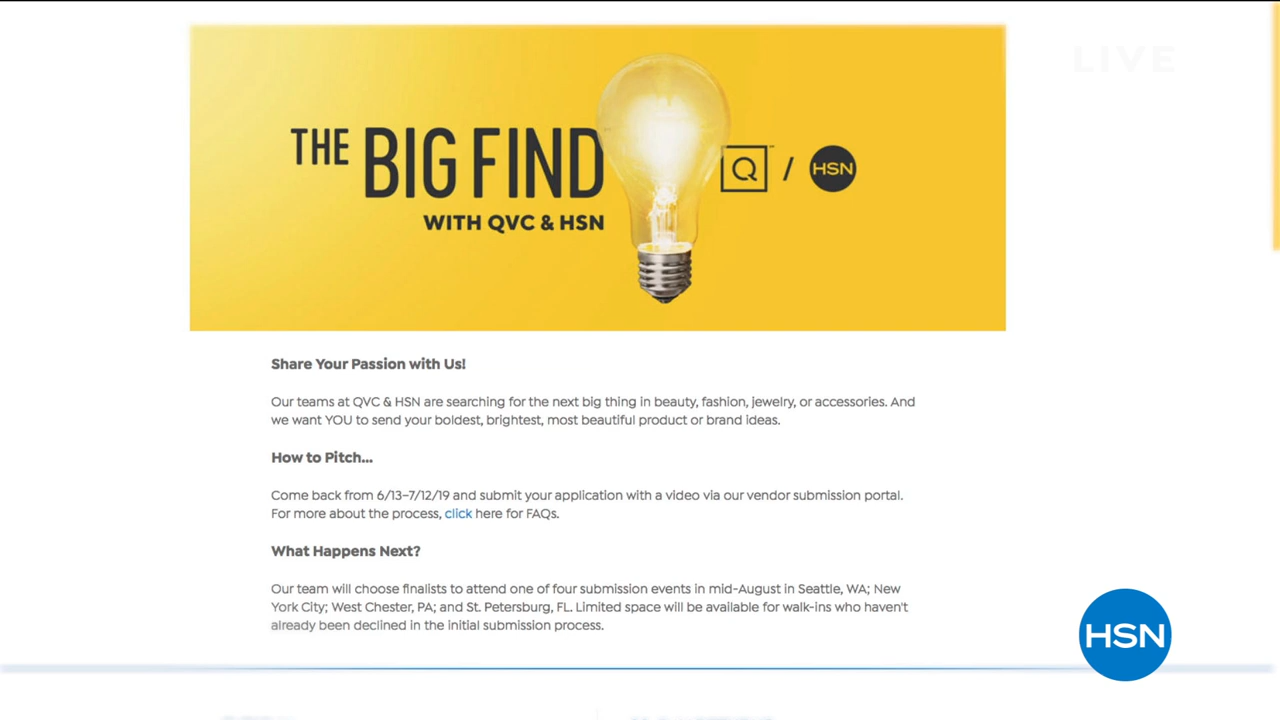 LIVE
THE BIG FIND
WITH QVC & HSN
Q / HSN
Share Your Passion with Us!
Our teams at QVC & HSN are searching for the next big thing in beauty, fashion, jewelry, or accessories. And
we want YOU to send your boldest, brightest, most beautiful product or brand ideas.
How to Pitch...
Come back from 6/13–7/12/19 and submit your application with a video via our vendor submission portal.
For more about the process, click here for FAQs.
What Happens Next?
Our team will choose finalists to attend one of four submission events in mid-August in Seattle, WA; New
York City; West Chester, PA; and St. Petersburg, FL. Limited space will be available for walk-ins who haven't
already been declined in the initial submission process.
HSN